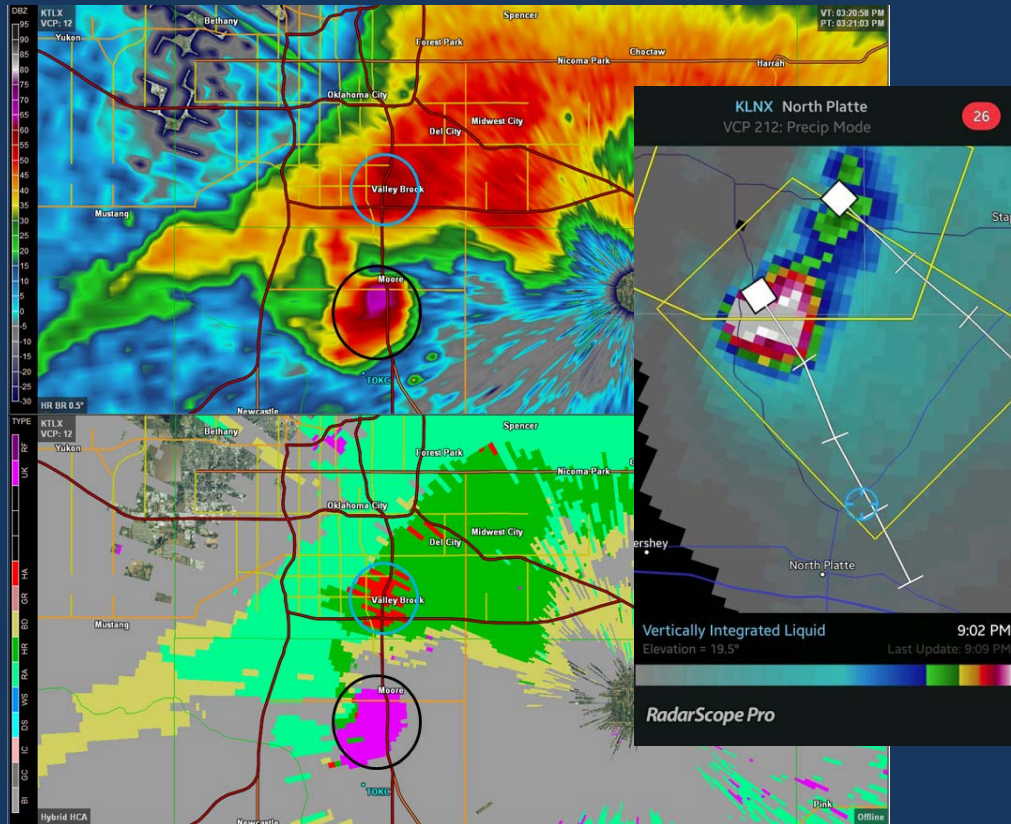 DBZ
KTLX
VCP: 12
VT: 03:20:58 PM
PT: 03:21:03 PM
95
90
85
80
75
70
65
60
55
50
45
40
35
30
25
20
15
10
5
0
-5
-10
-15
-20
-25
-30
Bethany
Spencer
Yukon
Forest Park
Choctaw
Nicoma Park
Harrah
Oklahoma City
Midwest City
Del City
Valley Brook
Mustang
Moore
TOKC
Newcastle
HR BR 0.5°
TYPE
KTLX
VCP: 12
RF
UK
HA
GR
BD
HR
RA
WS
DS
IC
GC
BI
Bethany
Spencer
Yukon
Forest Park
Nicoma Park
Oklahoma City
Midwest City
Del City
Valley Brook
Mustang
Moore
TOKC
Pink
Newcastle
Hybrid HCA
Offline
KLNX North Platte
VCP 212: Precip Mode
26
Sta
ershey
North Platte
Vertically Integrated Liquid
9:02 PM
Elevation = 19.5°
Last Update: 9:09 PM
RadarScope Pro